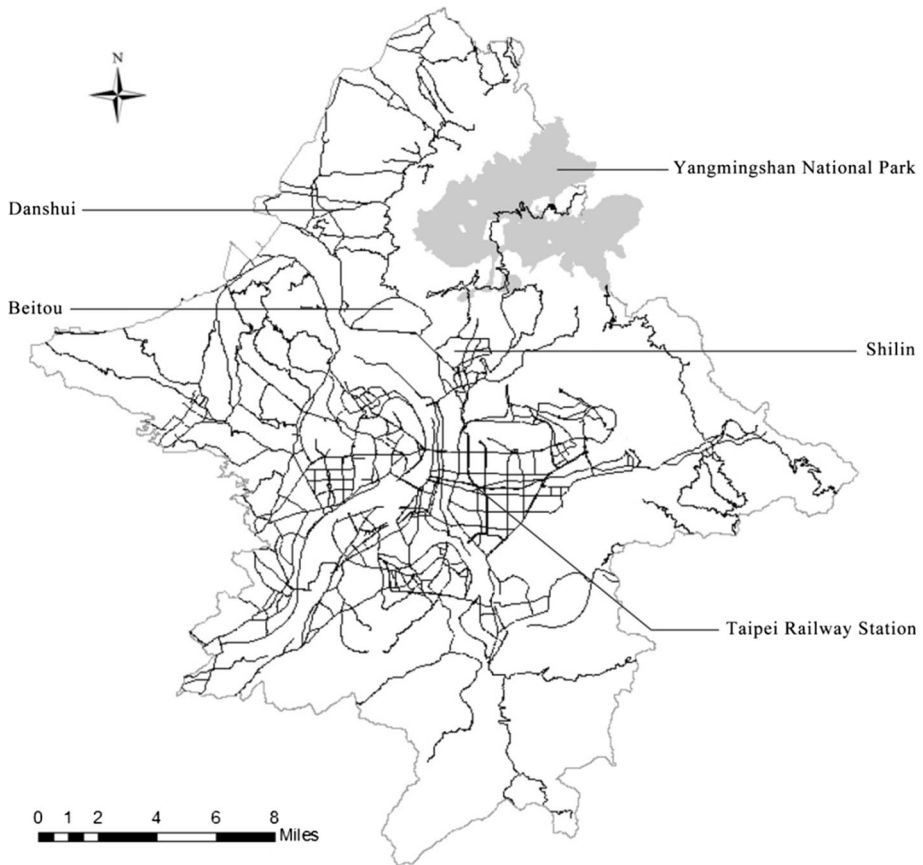 N
Yangmingshan National Park
Danshui
Beitou
Shilin
Taipei Railway Station
0 1 2 4 6 8
Miles